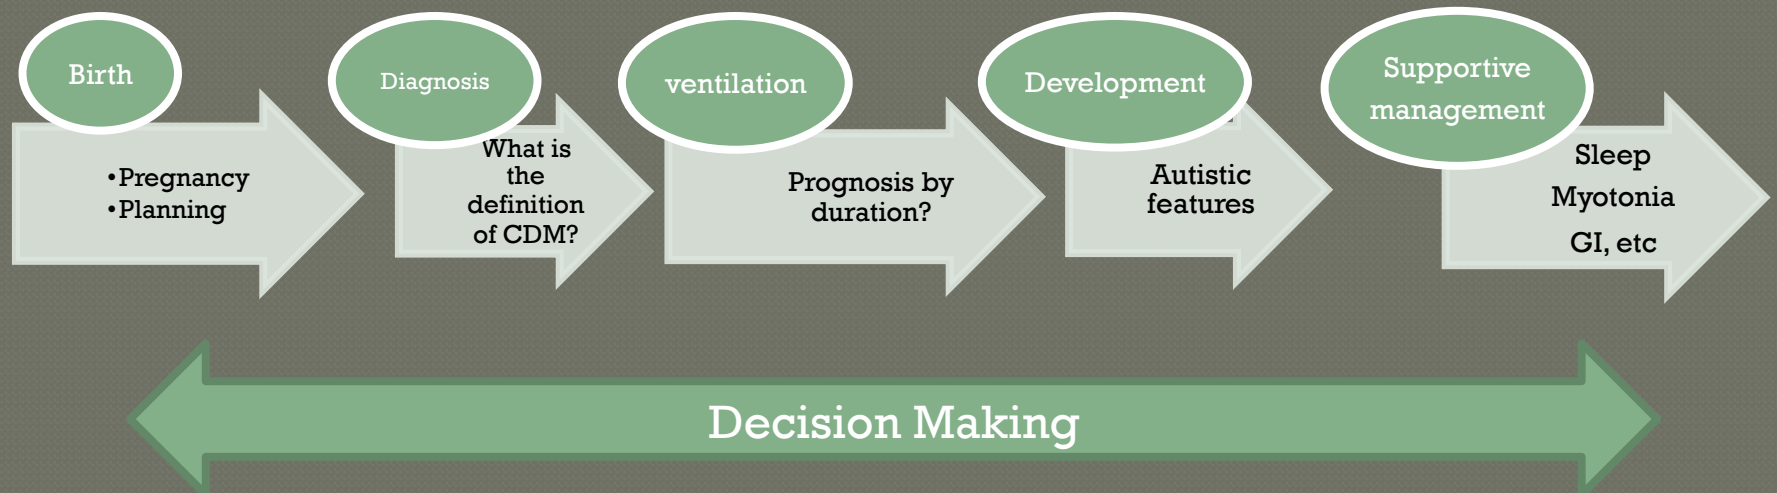 Birth
•Pregnancy
•Planning
Diagnosis
What is
the
definition
of CDM?
ventilation
Prognosis by
duration?
Development
Autistic
features
Supportive
management
Sleep
Myotonia
GI, etc
Decision Making